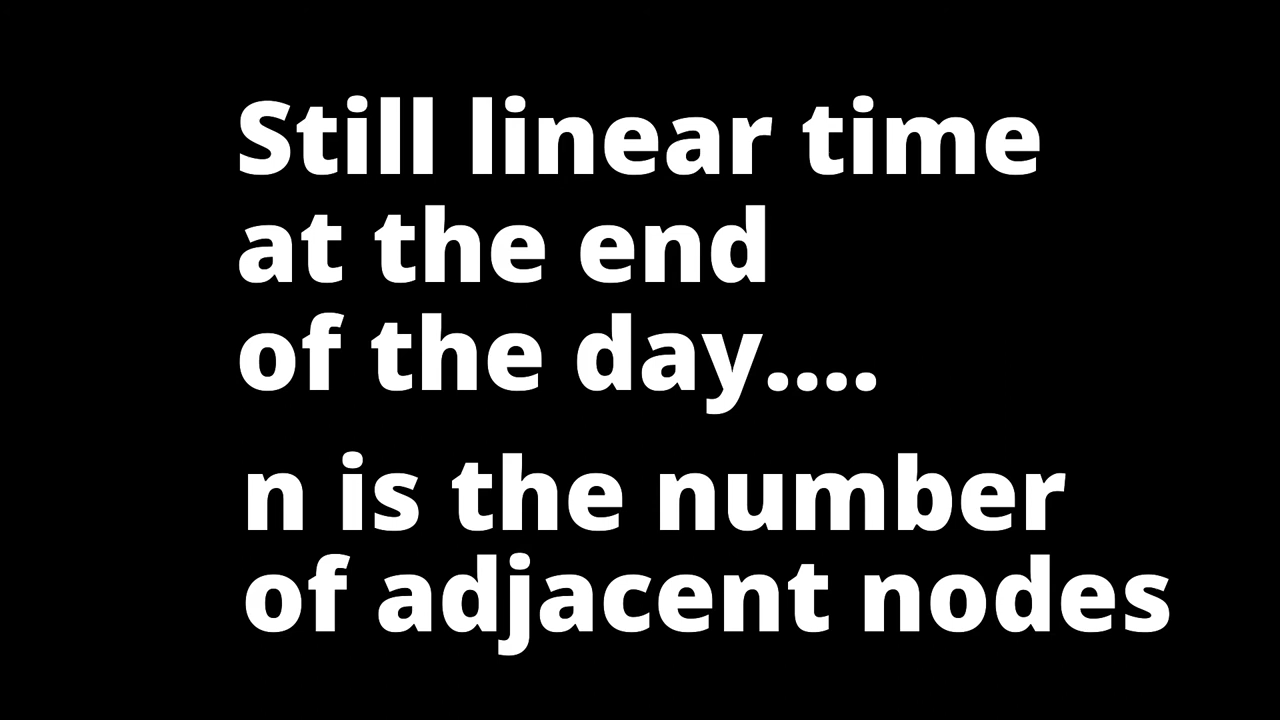 Still linear time
at the end
of the day....
n is the number
of adjacent nodes